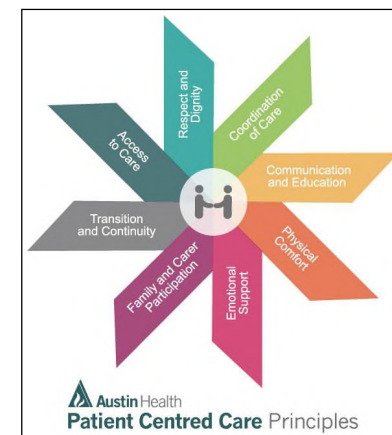 Respect and
Dignity
Coordination
of Care
Communication
and Education
Physical
Comfort
Emotional
Support
Family and Carer
Participation
Transition
and Continuity
Access
to Care
Austin Health
Patient Centred Care Principles